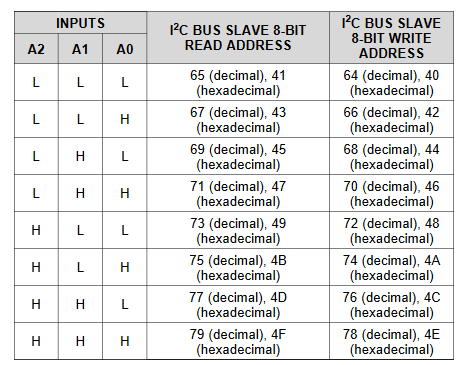 INPUTS
I²C BUS SLAVE 8-BIT
READ ADDRESS
I²C BUS SLAVE
8-BIT WRITE
ADDRESS
A2 A1 A0
L L L 65 (decimal), 41 (hexadecimal) 64 (decimal), 40 (hexadecimal)
L L H 67 (decimal), 43 (hexadecimal) 66 (decimal), 42 (hexadecimal)
L H L 69 (decimal), 45 (hexadecimal) 68 (decimal), 44 (hexadecimal)
L H H 71 (decimal), 47 (hexadecimal) 70 (decimal), 46 (hexadecimal)
H L L 73 (decimal), 49 (hexadecimal) 72 (decimal), 48 (hexadecimal)
H L H 75 (decimal), 4B (hexadecimal) 74 (decimal), 4A (hexadecimal)
H H L 77 (decimal), 4D (hexadecimal) 76 (decimal), 4C (hexadecimal)
H H H 79 (decimal), 4F (hexadecimal) 78 (decimal), 4E (hexadecimal)